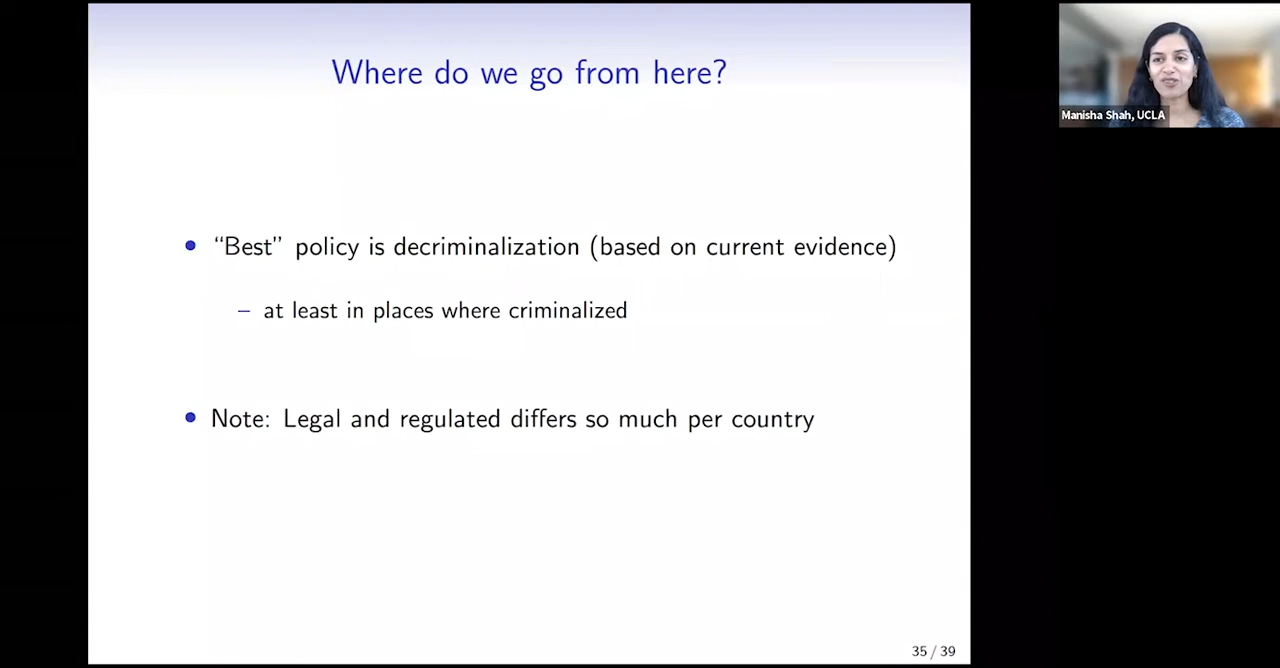 Where do we go from here?
Manisha Shah, UCLA
• “Best” policy is decriminalization (based on current evidence)
– at least in places where criminalized
• Note: Legal and regulated differs so much per country
35 / 39